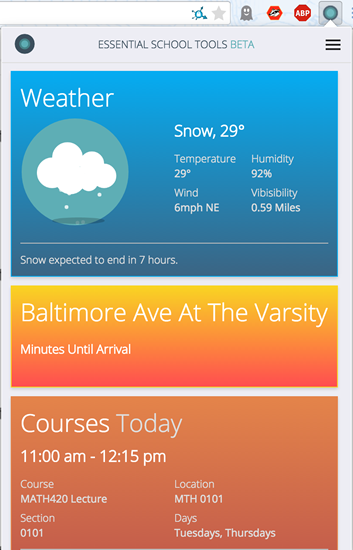 ABP
ESSENTIAL SCHOOL TOOLS BETA
Weather
Snow, 29°
Temperature Humidity
29° 92%
Wind Vibisibility
6mph NE 0.59 Miles
Snow expected to end in 7 hours.
Baltimore Ave At The Varsity
Minutes Until Arrival
Courses Today
11:00 am - 12:15 pm
Course Location
MATH420 Lecture MTH 0101
Section Days
0101 Tuesdays, Thursdays